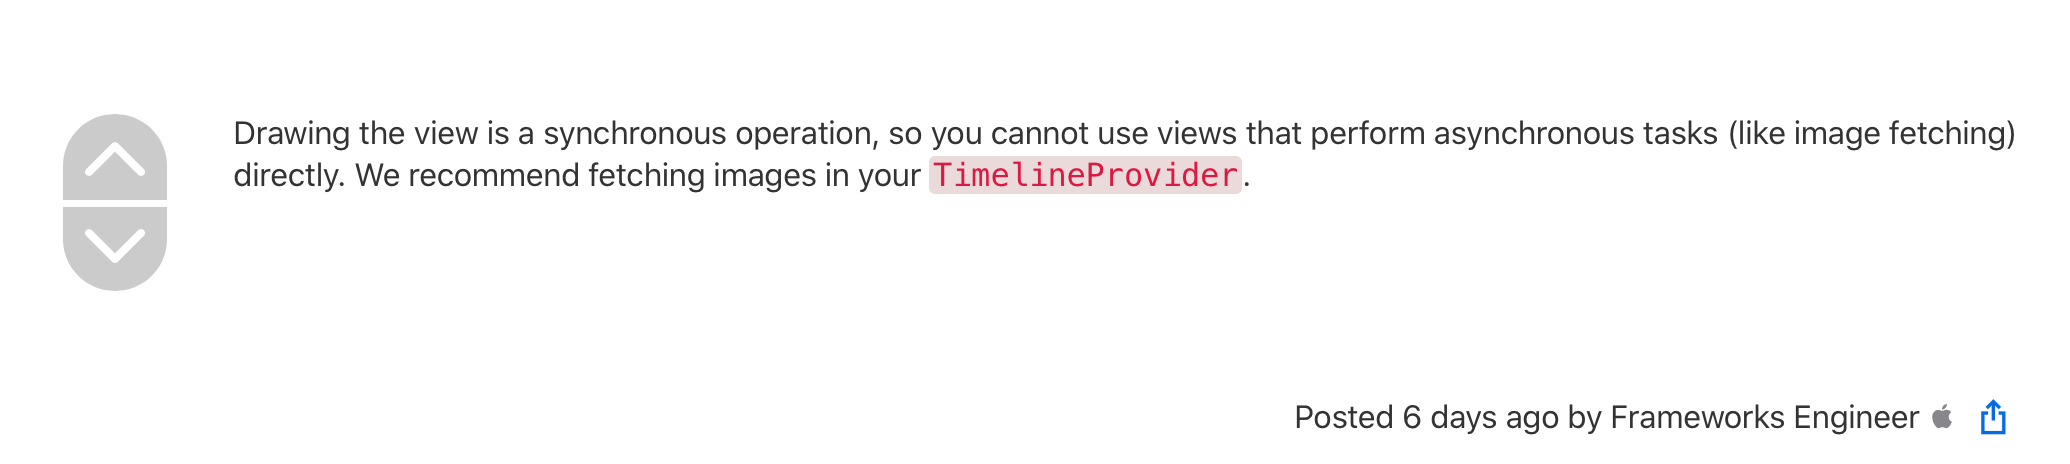 Drawing the view is a synchronous operation, so you cannot use views that perform asynchronous tasks (like image fetching)
directly. We recommend fetching images in your TimelineProvider.
Posted 6 days ago by Frameworks Engineer